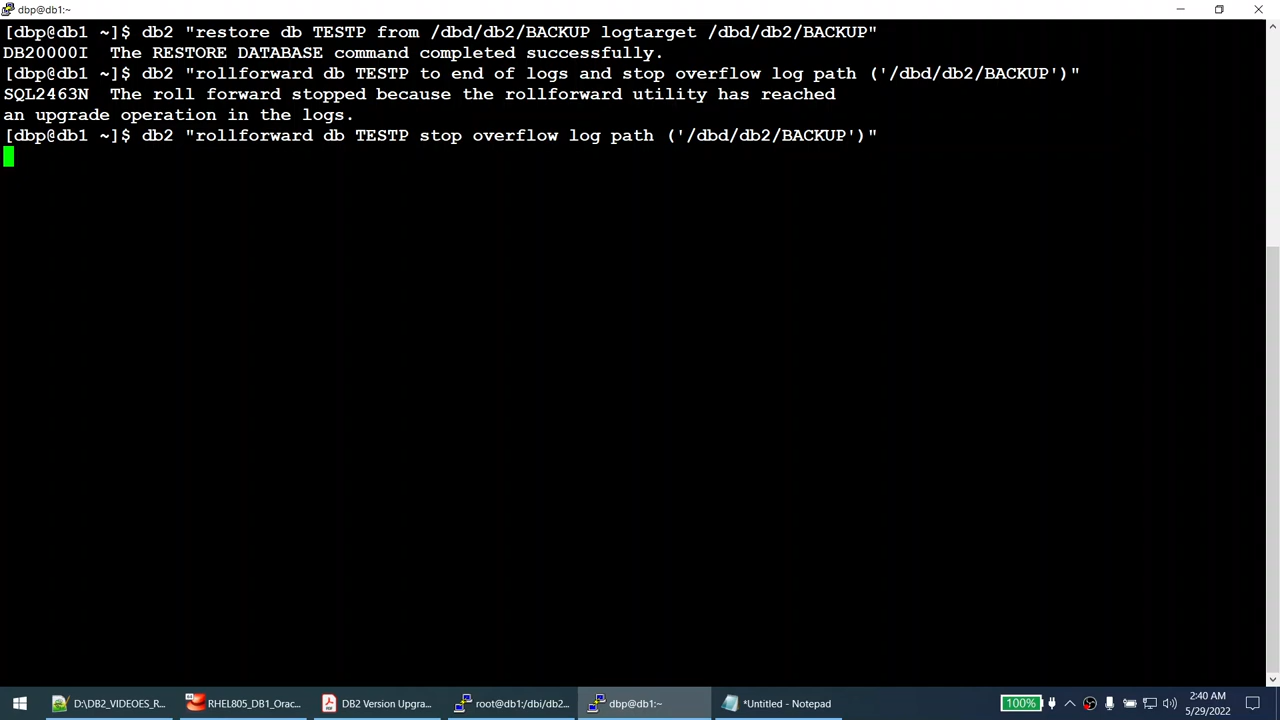 dbp@db1:~
[dbp@db1 ~]$ db2 "restore db TESTP from /dbd/db2/BACKUP logtarget /dbd/db2/BACKUP"
DB20000I  The RESTORE DATABASE command completed successfully.
[dbp@db1 ~]$ db2 "rollforward db TESTP to end of logs and stop overflow log path ('/dbd/db2/BACKUP')"
SQL2463N  The roll forward stopped because the rollforward utility has reached
an upgrade operation in the logs.
[dbp@db1 ~]$ db2 "rollforward db TESTP stop overflow log path ('/dbd/db2/BACKUP')"
D:\DB2_VIDEOES_R... RHEL805_DB1_Orac... DB2 Version Upgra... root@db1:/dbi/db2... dbp@db1:~ *Untitled - Notepad 100% 2:40 AM
5/29/2022